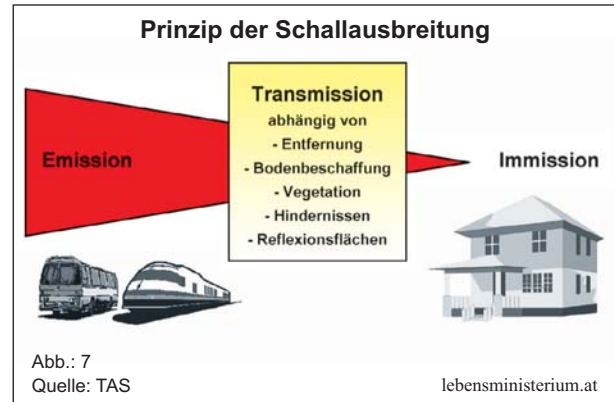 Prinzip der Schallausbreitung
Emission
Transmission
abhängig von
- Entfernung
- Bodenbeschaffung
- Vegetation
- Hindernissen
- Reflexionsflächen
Immission
Abb.: 7
Quelle: TAS
lebensministerium.at